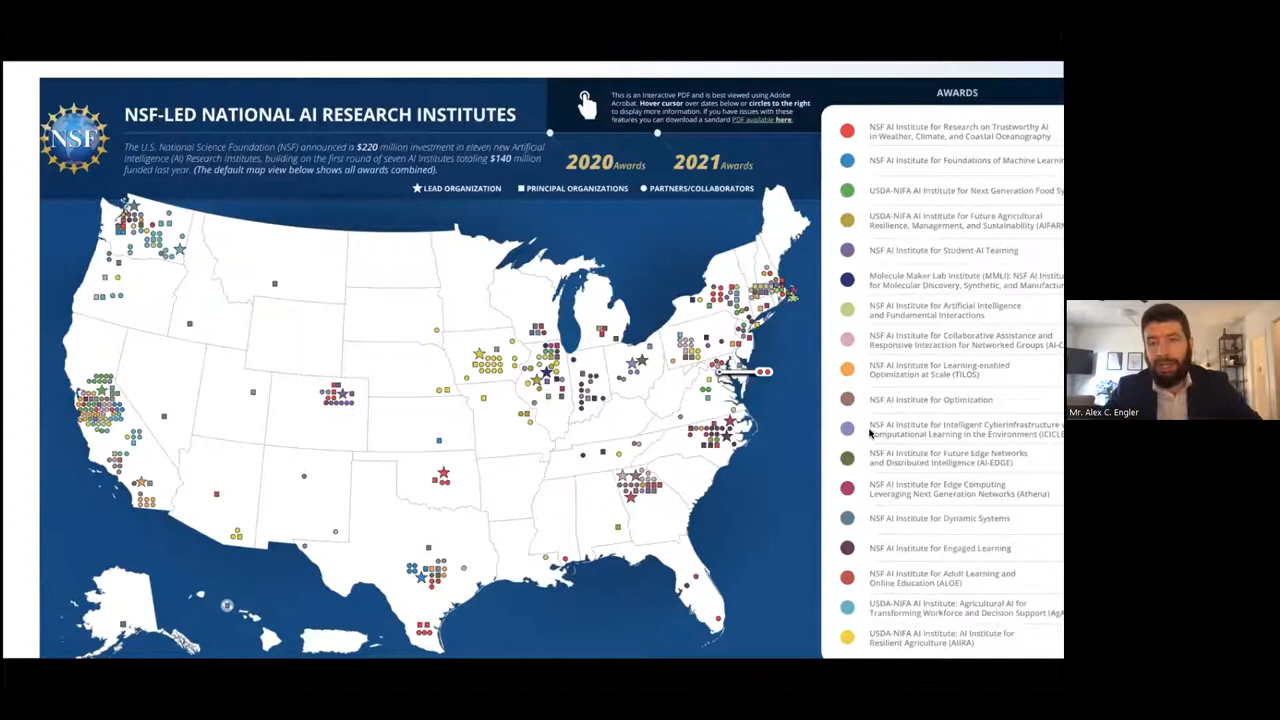 NSF
NSF-LED NATIONAL AI RESEARCH INSTITUTES
The U.S. National Science Foundation (NSF) announced a $220 million investment in eleven new Artificial
Intelligence (AI) Research Institutes, building on the first round of seven AI Institutes totaling $140 million
funded last year. (The default map view below shows all awards combined).
This is an Interactive PDF and is best viewed using Adobe
Acrobat. Hover cursor over dates below or circles to the right
to display more information. If you have issues with these
features you can download a sandard PDF available here.
2020 Awards
2021 Awards
LEAD ORGANIZATION
PRINCIPAL ORGANIZATIONS
PARTNERS/COLLABORATORS
AWARDS
NSF AI Institute for Research on Trustworthy AI
in Weather, Climate, and Coastal Oceanography
NSF AI Institute for Foundations of Machine Learnin
USDA-NIFA AI Institute for Next Generation Food Sy
USDA-NIFA AI Institute for Future Agricultural
Resilience, Management, and Sustainability (AIFARM
NSF AI Institute for Student-AI Teaming
Molecule Maker Lab Institute (MMLI): NSF AI Institu
for Molecular Discovery, Synthetic, and Manufactur
NSF AI Institute for Artificial Intelligence
and Fundamental Interactions
NSF AI Institute for Collaborative Assistance and
Responsive Interaction for Networked Groups (AI-C
NSF AI Institute for Learning-enabled
Optimization at Scale (TILOS)
NSF AI Institute for Optimization
NSF AI Institute for Intelligent Cyberinfrastructure w
Computational Learning in the Environment (ICICLE
NSF AI Institute for Future Edge Networks
and Distributed Intelligence (AI-EDGE)
NSF AI Institute for Edge Computing
Leveraging Next Generation Networks (Athena)
NSF AI Institute for Dynamic Systems
NSF AI Institute for Engaged Learning
NSF AI Institute for Adult Learning and
Online Education (ALOE)
USDA-NIFA AI Institute: Agricultural AI for
Transforming Workforce and Decision Support (AgA
USDA-NIFA AI Institute: AI Institute for
Resilient Agriculture (AIIRA)
Mr. Alex C. Engler